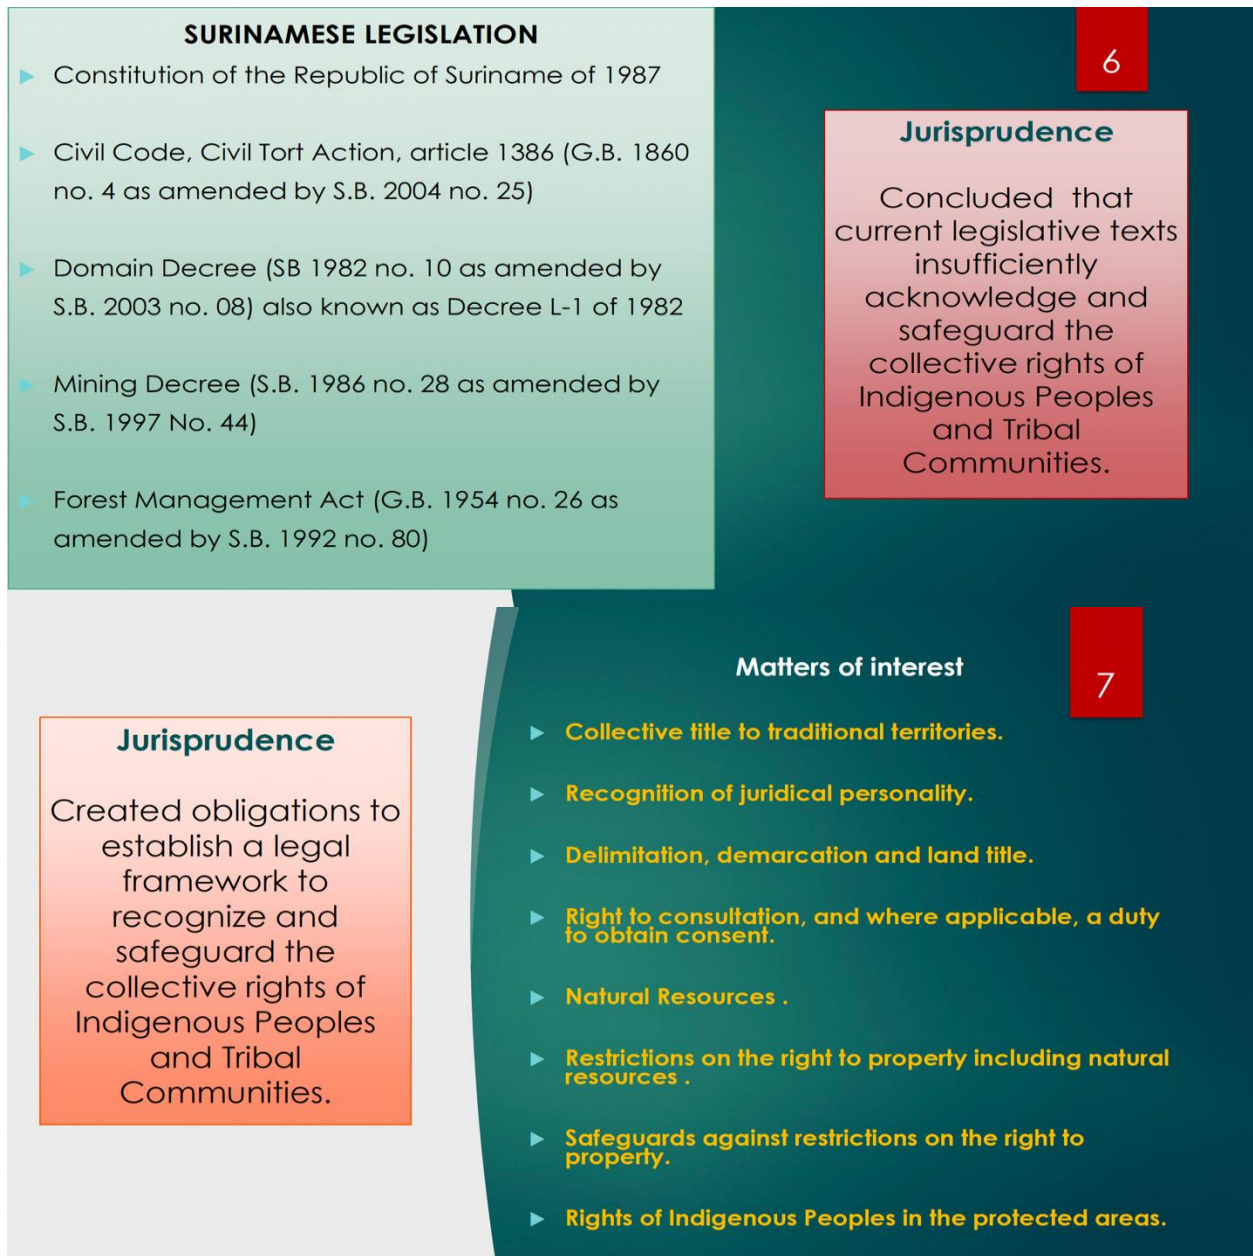 SURINAMESE LEGISLATION
Constitution of the Republic of Suriname of 1987
Civil Code, Civil Tort Action, article 1386 (G.B. 1860
no. 4 as amended by S.B. 2004 no. 25)
Domain Decree (SB 1982 no. 10 as amended by
S.B. 2003 no. 08) also known as Decree L-1 of 1982
Mining Decree (S.B. 1986 no. 28 as amended by
S.B. 1997 No. 44)
Forest Management Act (G.B. 1954 no. 26 as
amended by S.B. 1992 no. 80)
6
Jurisprudence
Concluded that
current legislative texts
insufficiently
acknowledge and
safeguard the
collective rights of
Indigenous Peoples
and Tribal
Communities.
Jurisprudence
Created obligations to
establish a legal
framework to
recognize and
safeguard the
collective rights of
Indigenous Peoples
and Tribal
Communities.
Matters of interest
7
Collective title to traditional territories.
Recognition of juridical personality.
Delimitation, demarcation and land title.
Right to consultation, and where applicable, a duty
to obtain consent.
Natural Resources .
Restrictions on the right to property including natural
resources .
Safeguards against restrictions on the right to
property.
Rights of Indigenous Peoples in the protected areas.